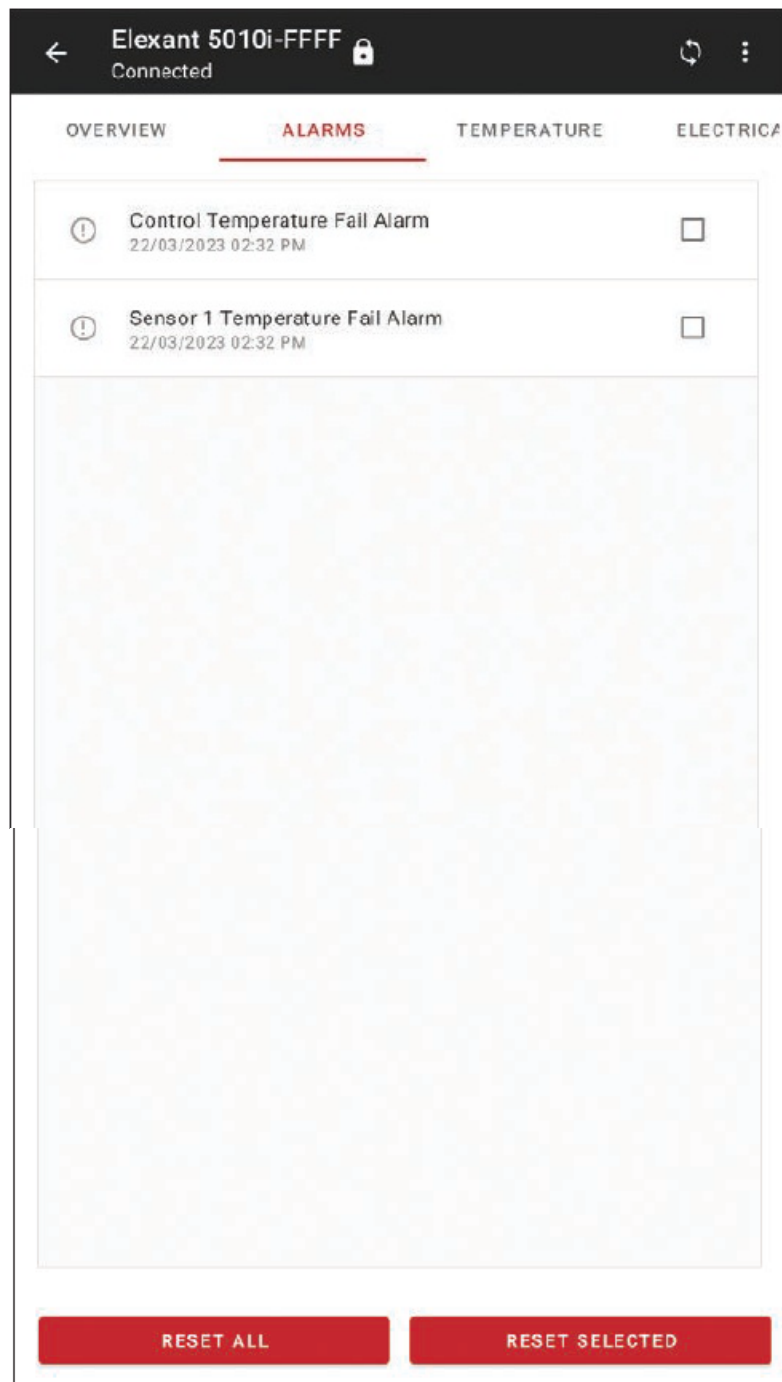 Elexant 5010i-FFFF
Connected
OVERVIEW ALARMS TEMPERATURE ELECTRICA
Control Temperature Fail Alarm
22/03/2023 02:32 PM
Sensor 1 Temperature Fail Alarm
22/03/2023 02:32 PM
RESET ALL RESET SELECTED